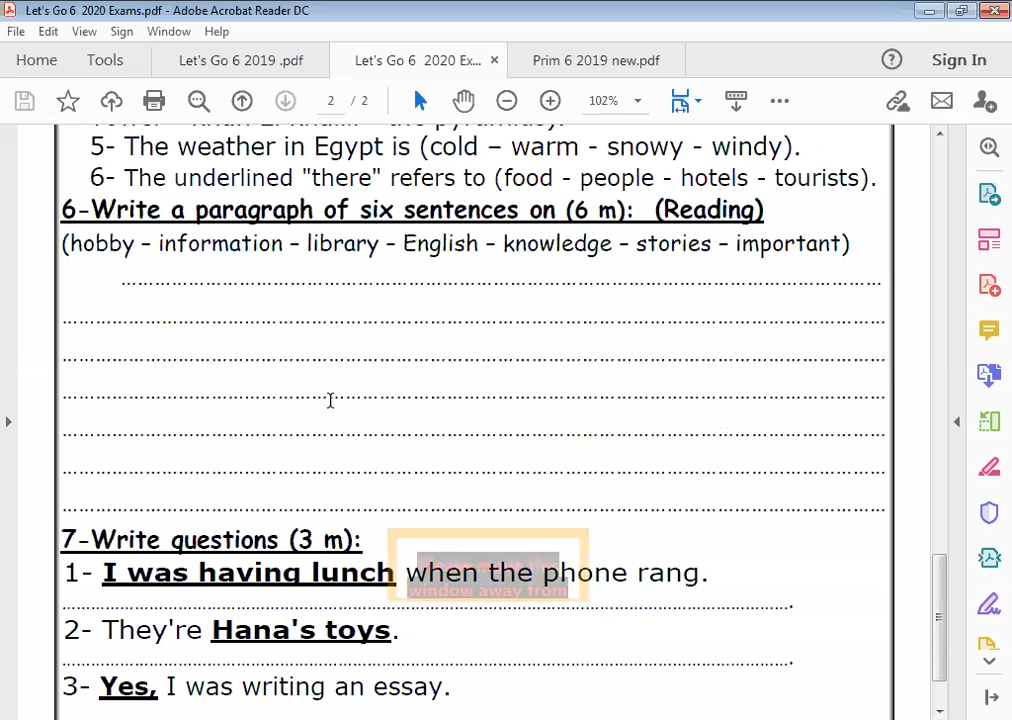 Let's Go 6 2020 Exams.pdf - Adobe Acrobat Reader DC
File Edit View Sign Window Help
Home Tools Let's Go 6 2019 .pdf Let's Go 6 2020 Ex... × Prim 6 2019 new.pdf Sign In
2 / 2 102%
5- The weather in Egypt is (cold – warm - snowy - windy).
6- The underlined "there" refers to (food - people - hotels - tourists).
6-Write a paragraph of six sentences on (6 m): (Reading)
(hobby – information – library – English – knowledge – stories – important)
7-Write questions (3 m):
1- I was having lunch when the phone rang.
window away from
2- They're Hana's toys.
3- Yes, I was writing an essay.